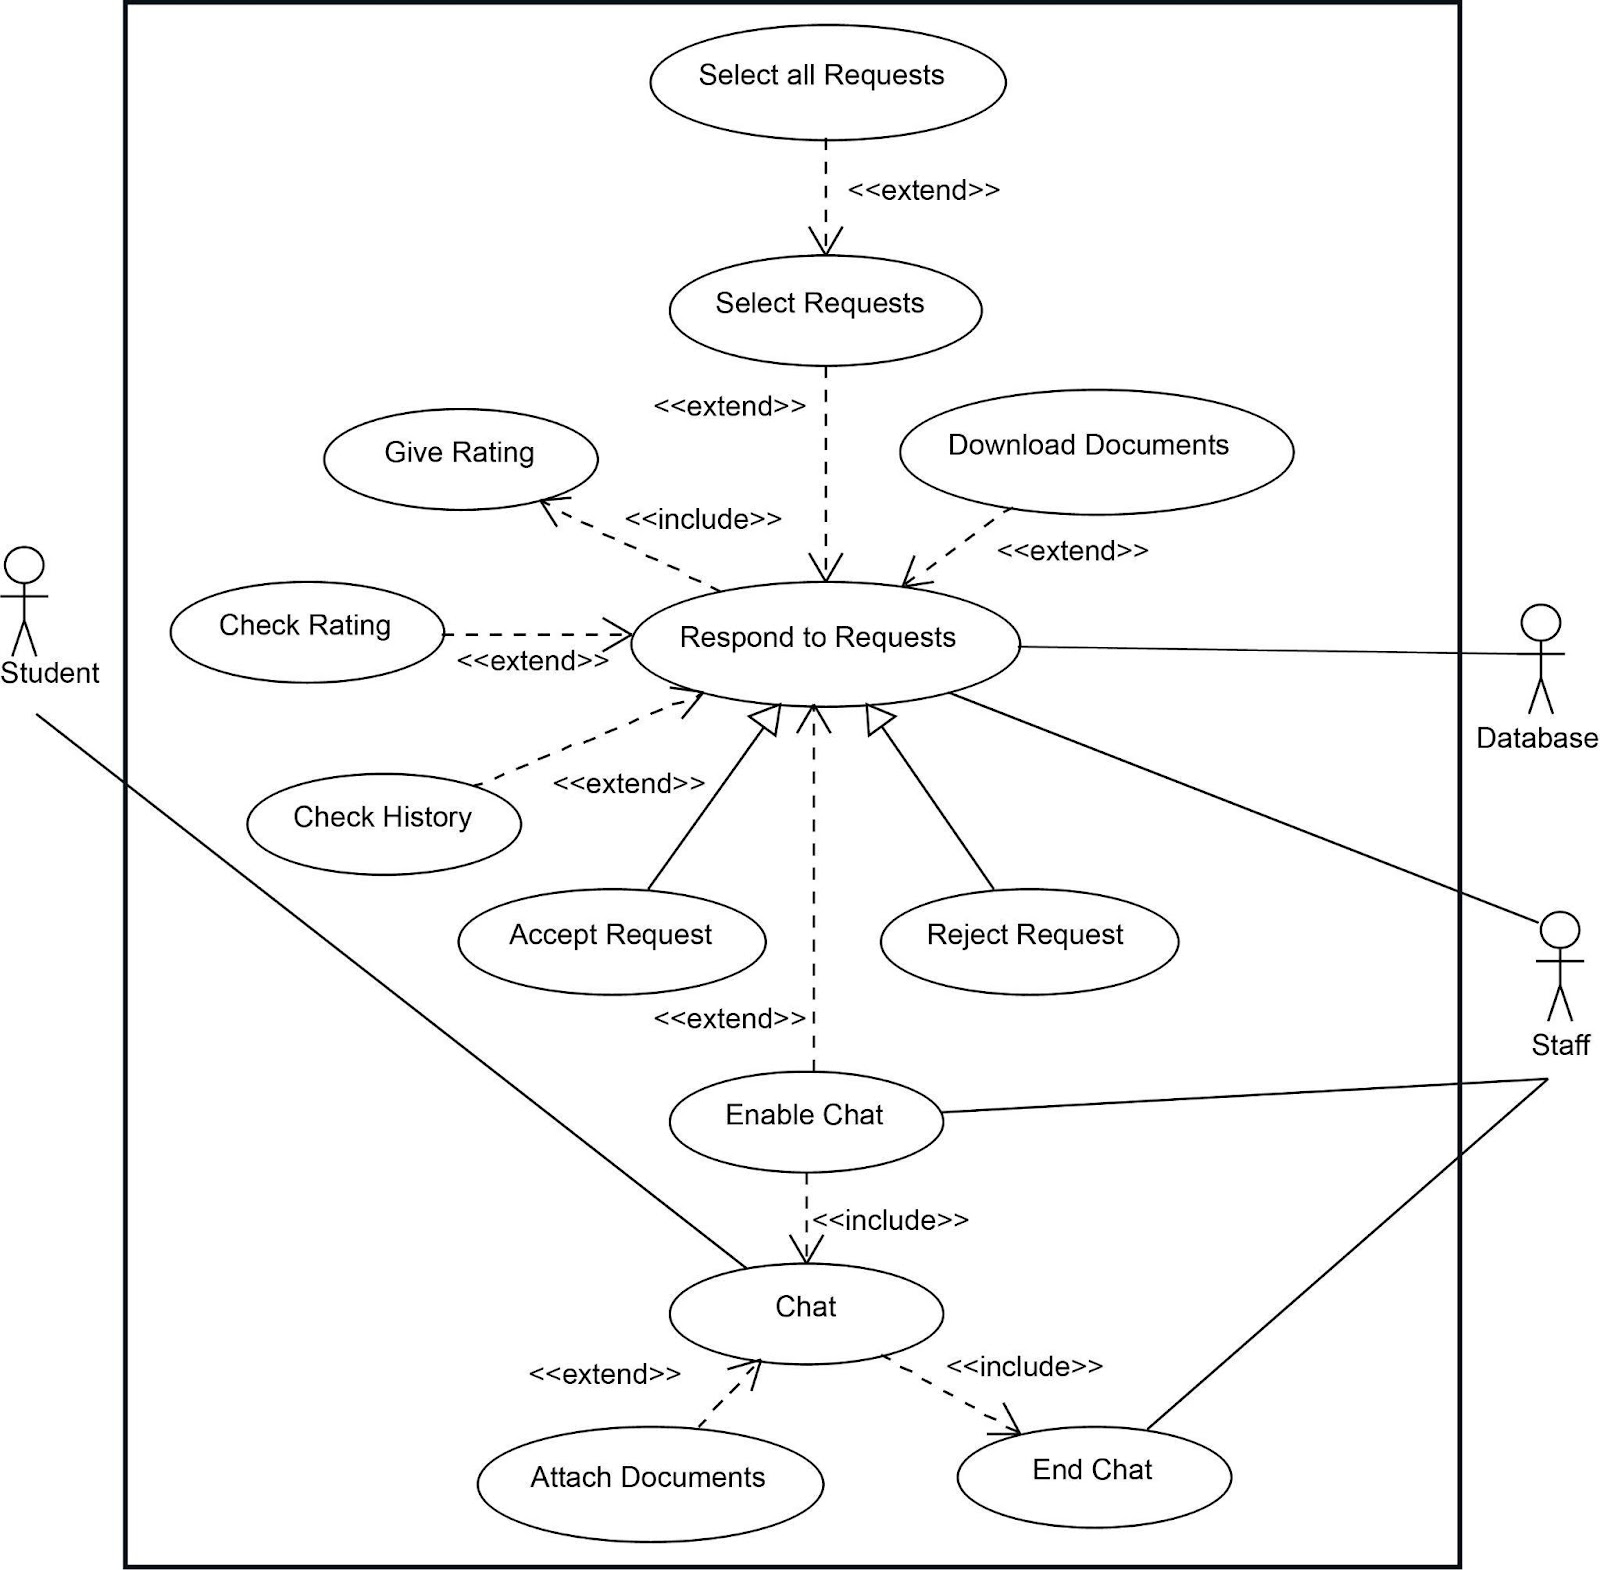 Select all Requests
<<extend>>
Select Requests
<<extend>>
Give Rating
Download Documents
<<include>>
<<extend>>
Check Rating
Respond to Requests
<<extend>>
Student
Database
<<extend>>
Check History
Accept Request
Reject Request
<<extend>>
Staff
Enable Chat
<<include>>
Chat
<<extend>>
<<include>>
Attach Documents
End Chat